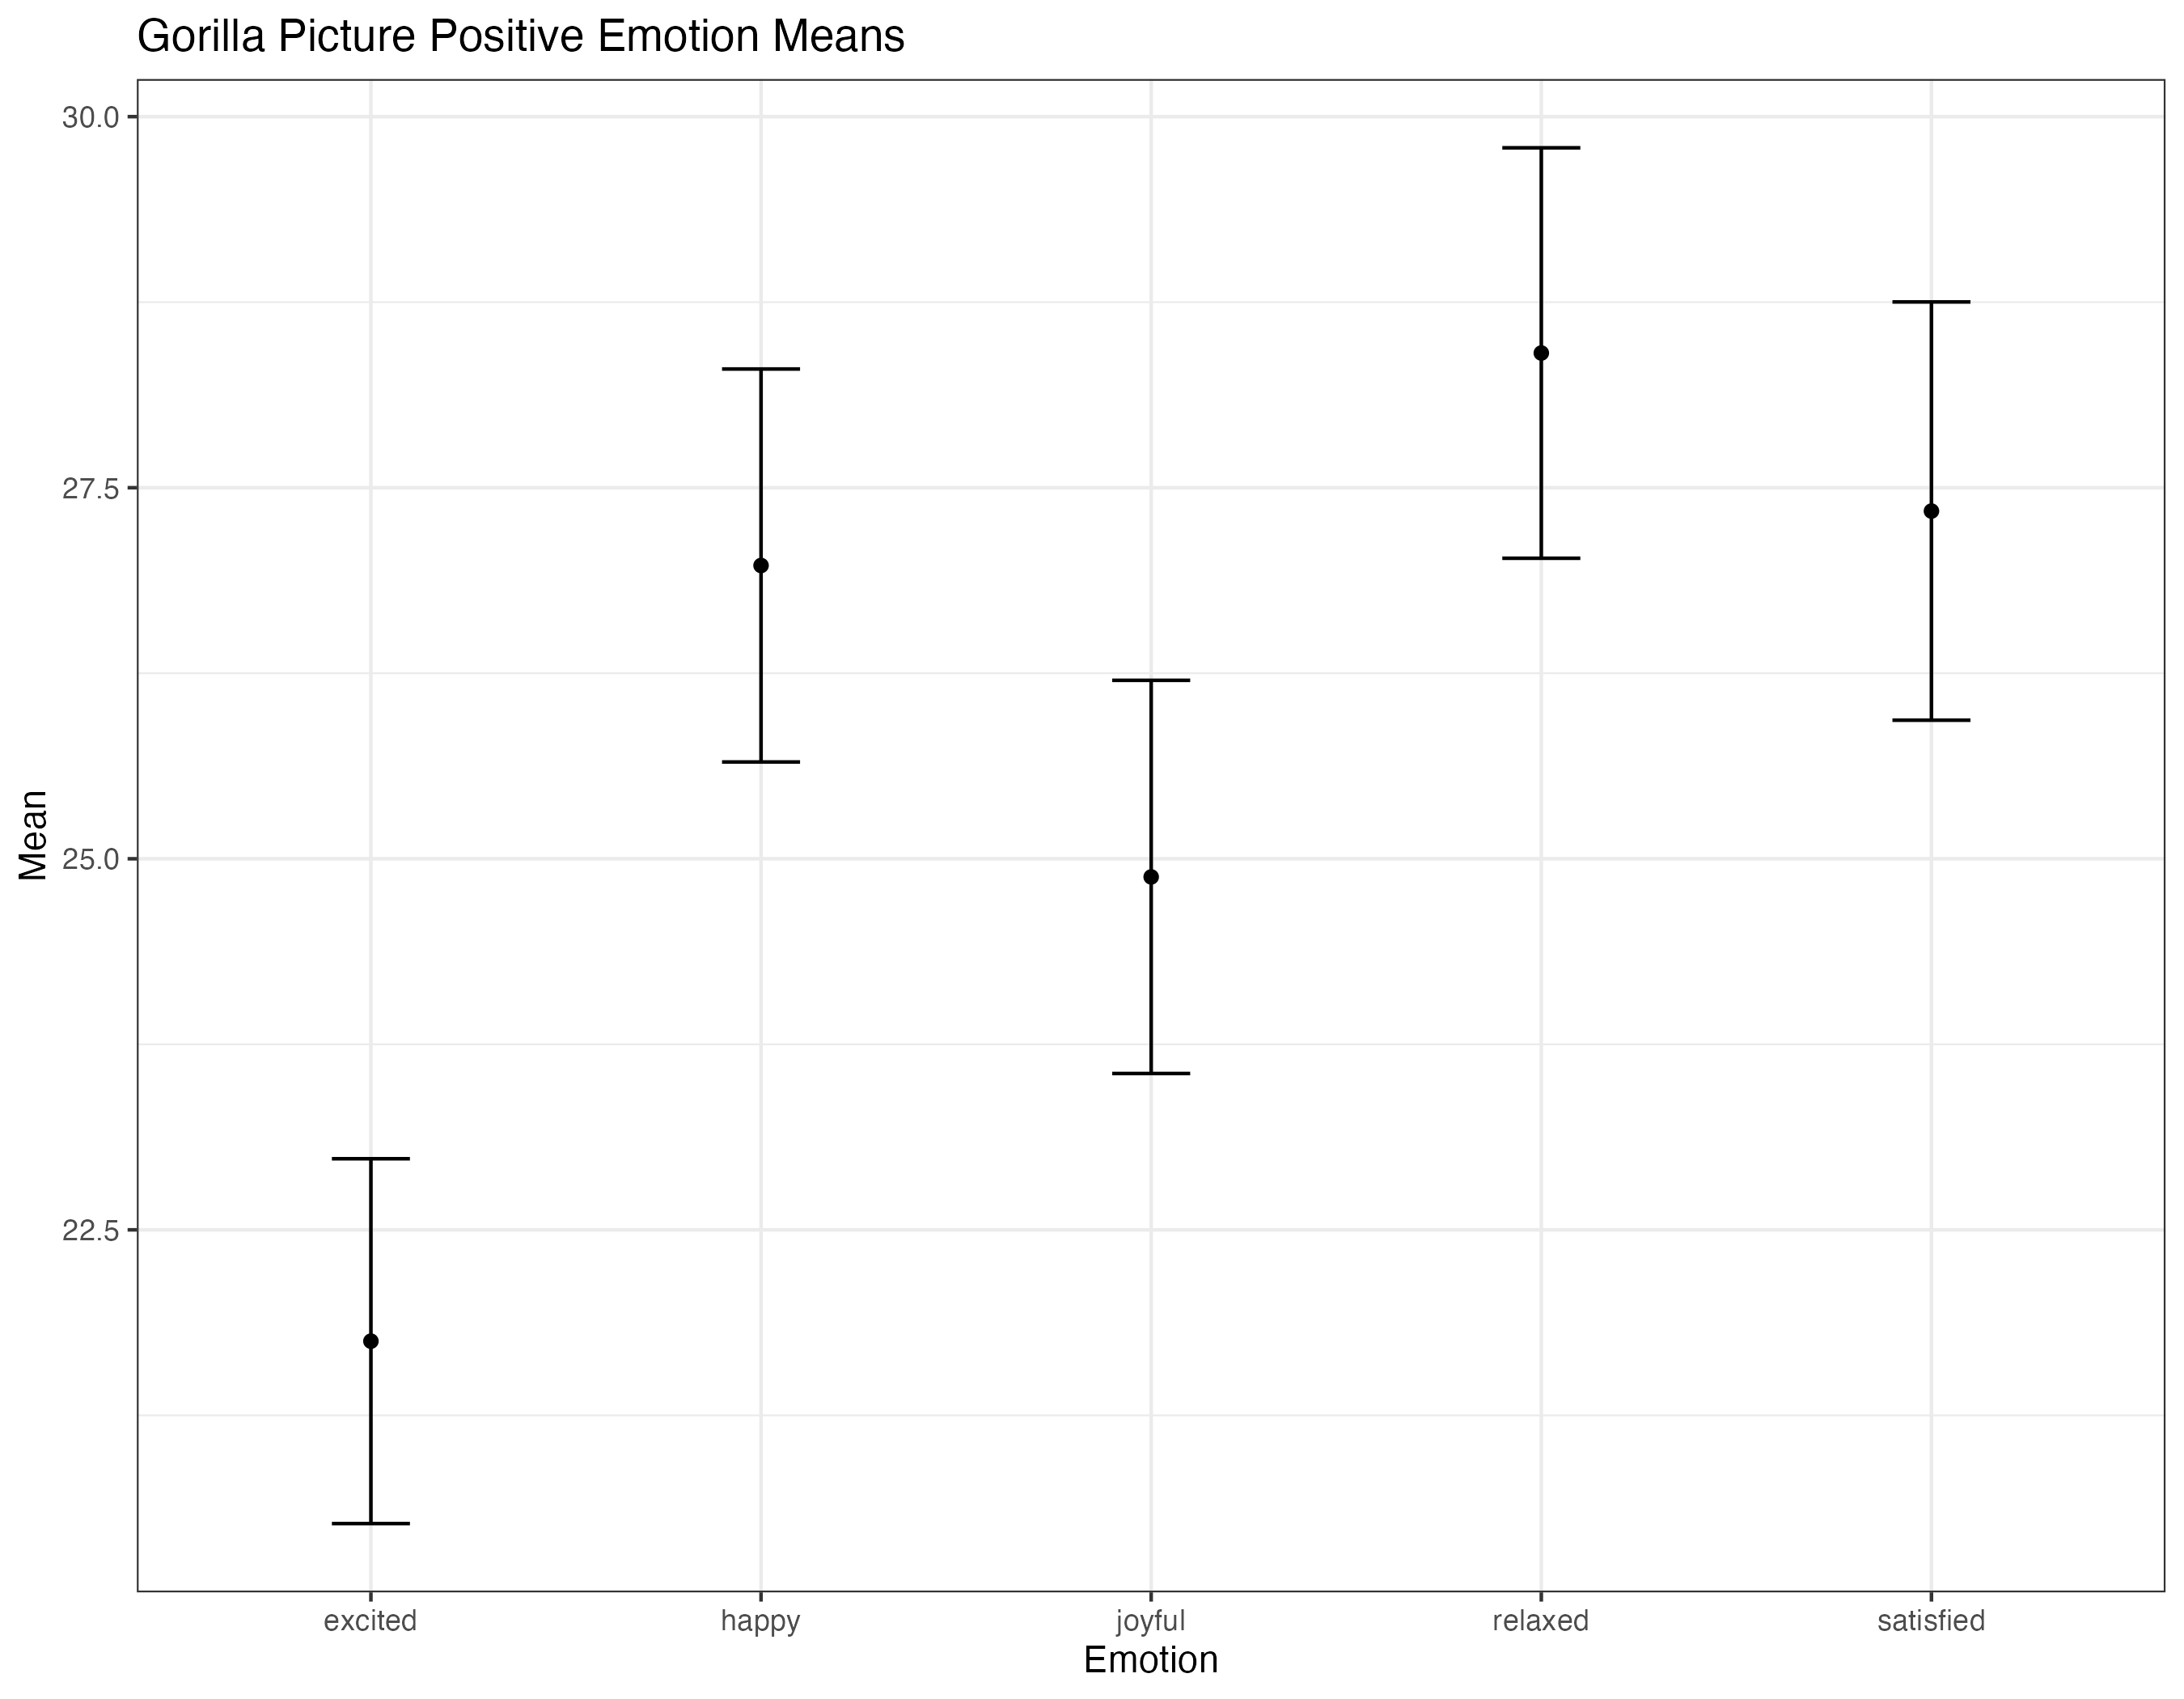 Gorilla Picture Positive Emotion Means
30.0
27.5
25.0
22.5
Mean
excited happy joyful relaxed satisfied
Emotion